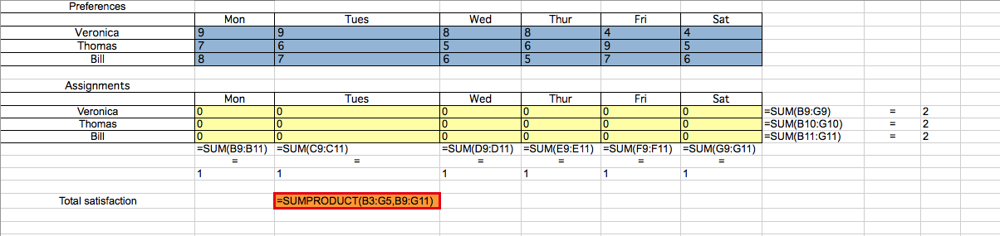 Preferences
Mon Tues Wed Thur Fri Sat
Veronica 9 9 8 8 4 4
Thomas 7 6 5 6 9 5
Bill 8 7 6 5 7 6
Assignments
Mon Tues Wed Thur Fri Sat
Veronica 0 0 0 0 0 0 =SUM(B9:G9) = 2
Thomas 0 0 0 0 0 0 =SUM(B10:G10) = 2
Bill 0 0 0 0 0 0 =SUM(B11:G11) = 2
=SUM(B9:B11) =SUM(C9:C11) =SUM(D9:D11) =SUM(E9:E11) =SUM(F9:F11) =SUM(G9:G11)
= = = = = =
1 1 1 1 1 1
Total satisfaction =SUMPRODUCT(B3:G5,B9:G11)